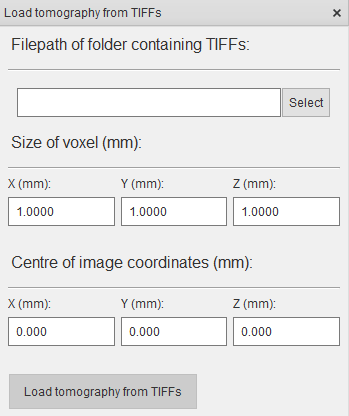 Load tomography from TIFFs ×
Filepath of folder containing TIFFs:
Select
Size of voxel (mm):
X (mm): Y (mm): Z (mm):
1.0000 1.0000 1.0000
Centre of image coordinates (mm):
X (mm): Y (mm): Z (mm):
0.000 0.000 0.000
Load tomography from TIFFs